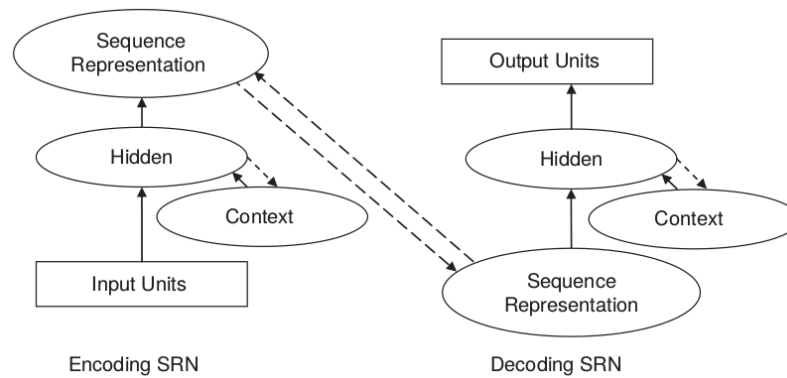 Sequence
Representation
Hidden
Context
Input Units
Encoding SRN
Output Units
Hidden
Context
Sequence
Representation
Decoding SRN